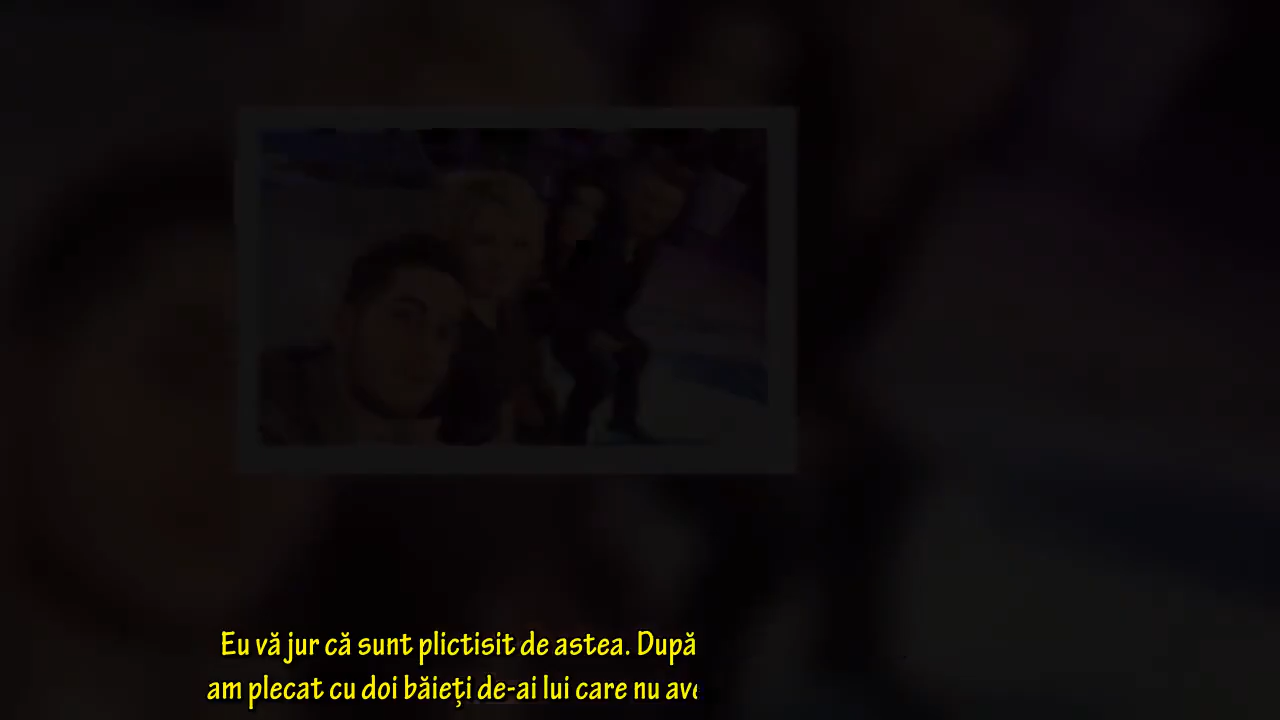 Eu vă jur că sunt plictisit de astea. După
am plecat cu doi băieți de-ai lui care nu